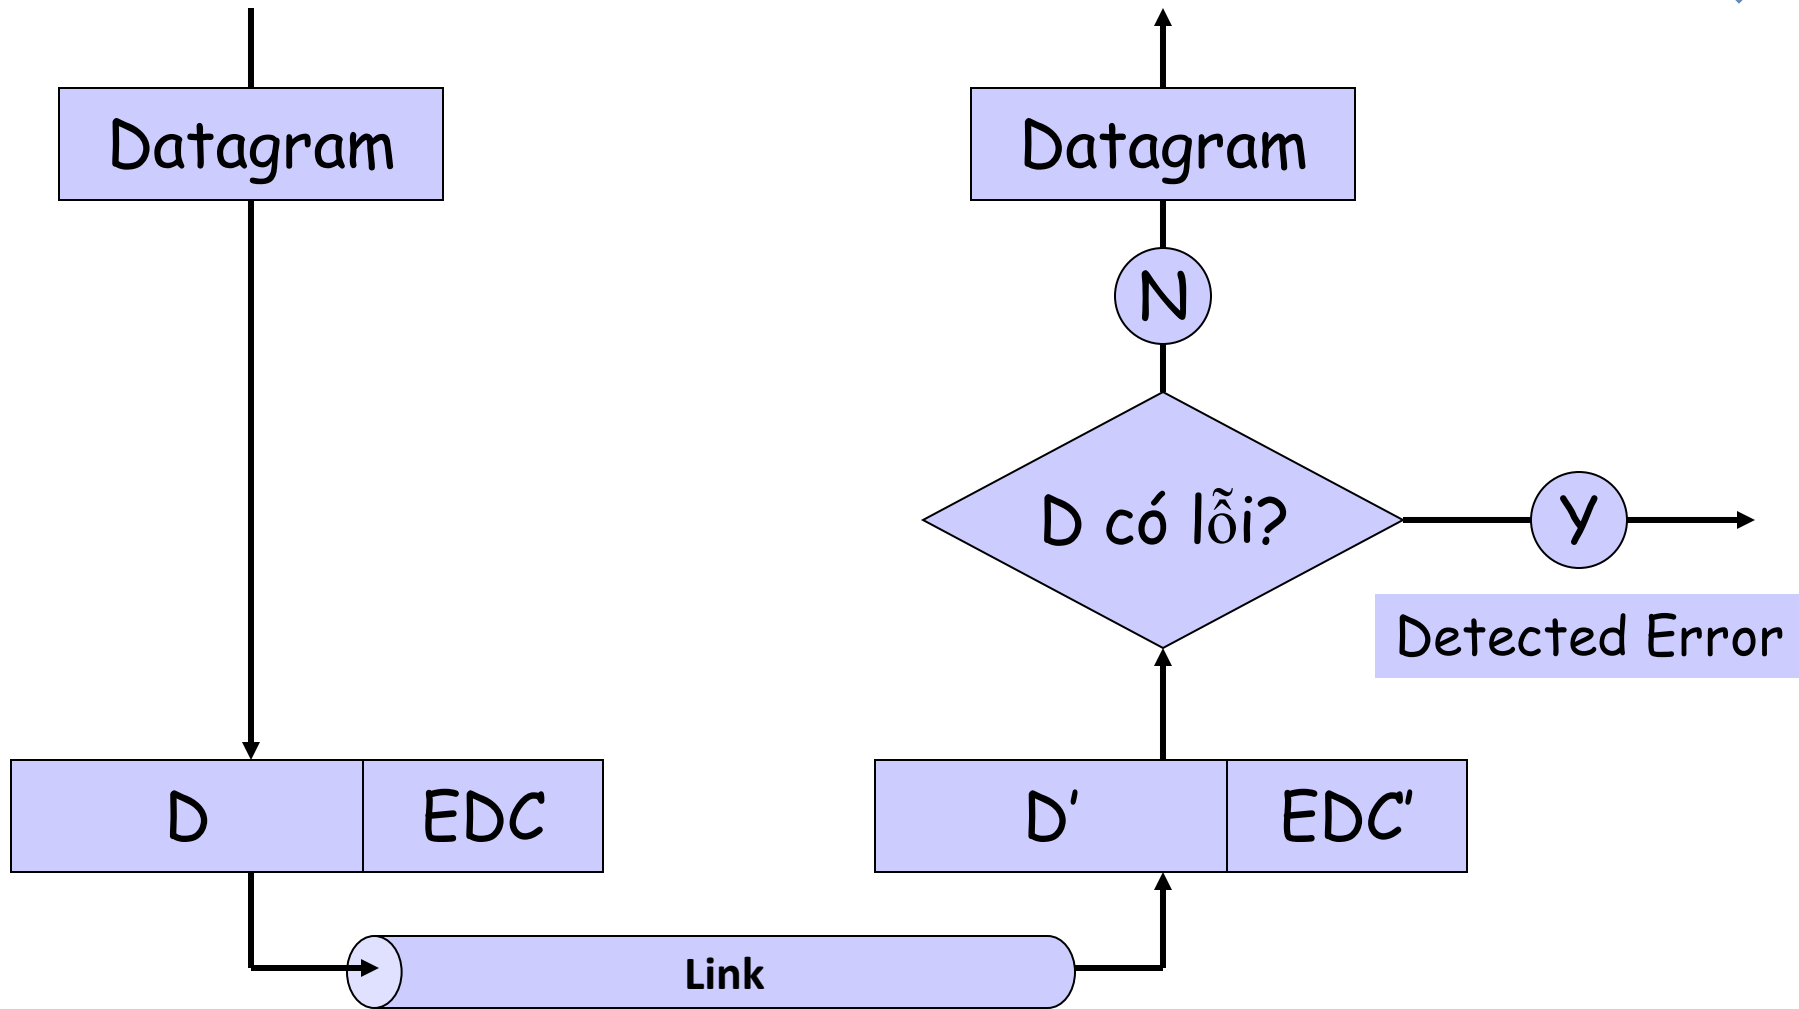 Datagram
Datagram
N
D có lỗi?
Y
Detected Error
D
EDC
D'
EDC'
Link